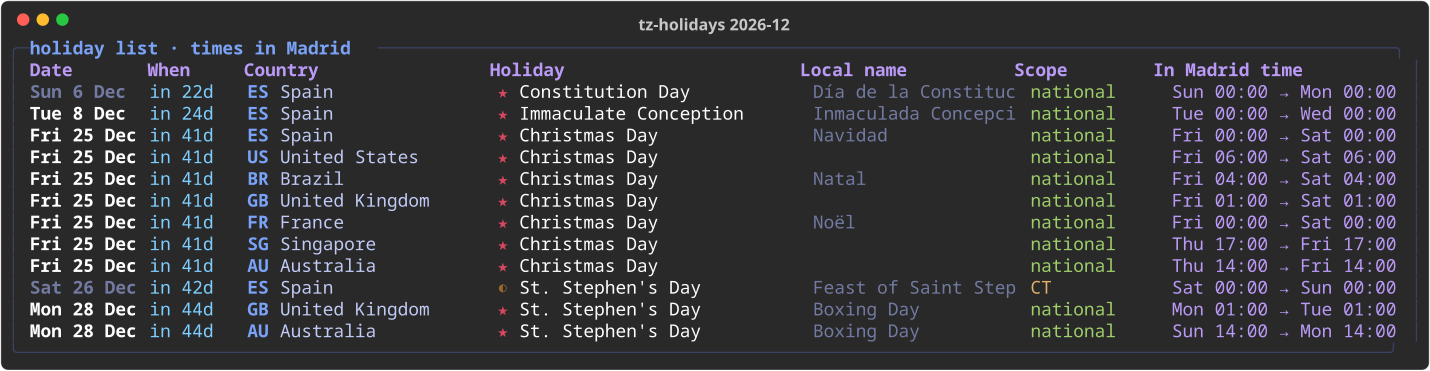 tz-holidays 2026-12
holiday list · times in Madrid
Date When Country Holiday Local name Scope In Madrid time
Sun 6 Dec in 22d ES Spain ★ Constitution Day Día de la Constituc national Sun 00:00 → Mon 00:00
Tue 8 Dec in 24d ES Spain ★ Immaculate Conception Inmaculada Concepci national Tue 00:00 → Wed 00:00
Fri 25 Dec in 41d ES Spain ★ Christmas Day Navidad national Fri 00:00 → Sat 00:00
Fri 25 Dec in 41d US United States ★ Christmas Day national Fri 06:00 → Sat 06:00
Fri 25 Dec in 41d BR Brazil ★ Christmas Day Natal national Fri 04:00 → Sat 04:00
Fri 25 Dec in 41d GB United Kingdom ★ Christmas Day national Fri 01:00 → Sat 01:00
Fri 25 Dec in 41d FR France ★ Christmas Day Noël national Fri 00:00 → Sat 00:00
Fri 25 Dec in 41d SG Singapore ★ Christmas Day national Thu 17:00 → Fri 17:00
Fri 25 Dec in 41d AU Australia ★ Christmas Day national Thu 14:00 → Fri 14:00
Sat 26 Dec in 42d ES Spain ◐ St. Stephen's Day Feast of Saint Step CT Sat 00:00 → Sun 00:00
Mon 28 Dec in 44d GB United Kingdom ★ St. Stephen's Day Boxing Day national Mon 01:00 → Tue 01:00
Mon 28 Dec in 44d AU Australia ★ St. Stephen's Day Boxing Day national Sun 14:00 → Mon 14:00